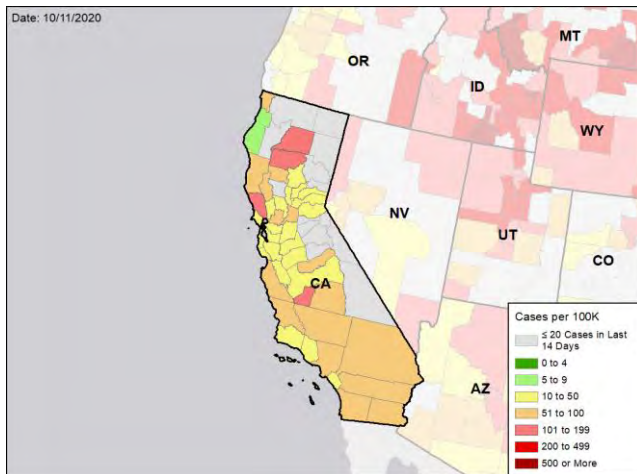 Date: 10/11/2020
MT
OR
ID
WY
NV
UT
CO
CA
AZ
Cases per 100K
≤ 20 Cases in Last
14 Days
0 to 4
5 to 9
10 to 50
51 to 100
101 to 199
200 to 499
500 or More